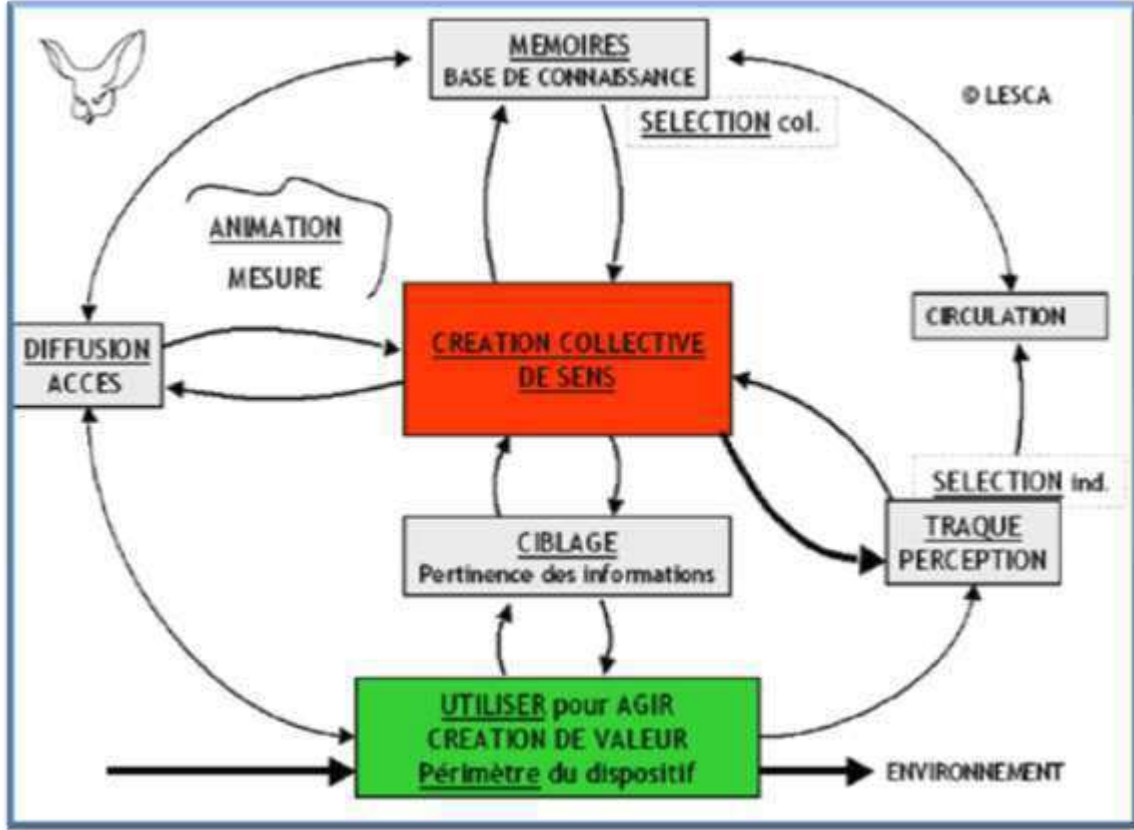 MEMOIRES
BASE DE CONNAISSANCE
© LESCA
SELECTION col.
ANIMATION
MESURE
DIFFUSION
ACCES
CREATION COLLECTIVE
DE SENS
CIRCULATION
SELECTION ind.
TRAQUE
PERCEPTION
CIBLAGE
Pertinence des informations
UTILISER pour AGIR
CREATION DE VALEUR
Périmètre du dispositif
ENVIRONNEMENT